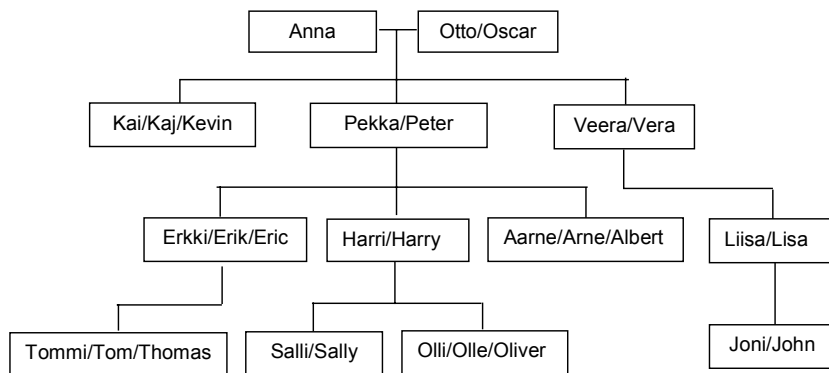 Anna
Otto/Oscar
Kai/Kaj/Kevin
Pekka/Peter
Veera/Vera
Erkki/Erik/Eric
Harri/Harry
Aarne/Arne/Albert
Liisa/Lisa
Tommi/Tom/Thomas
Salli/Sally
Olli/Olle/Oliver
Joni/John